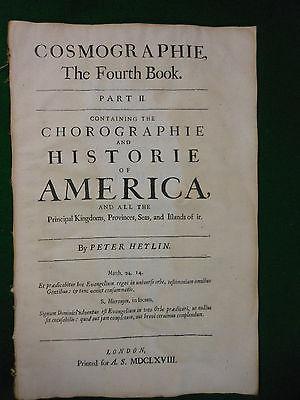 COSMOGRAPHIE,
The Fourth Book.
PART II.
CONTAINING THE
CHOROGRAPHIE
AND
HISTORIE
OF
AMERICA,
AND ALL THE
Principal Kingdoms, Provinces, Seas, and Islands of it.
By PETER HEYLIN.
Matth. 24. 14.
Et prædicabitur hoc Evangelium regni in universo orbe, testimonium omnibus
Gentibus: & tunc veniet consummatio.
S. Hieronym. in locum,
Signum Dominici adventus est Evangelium in toto Orbe prædicari, ut nullus
sit excusabilis: quod aut jam completum, aut brevi cernimus complendum.
LONDON,
Printed for A. S. MDCLXVIII.